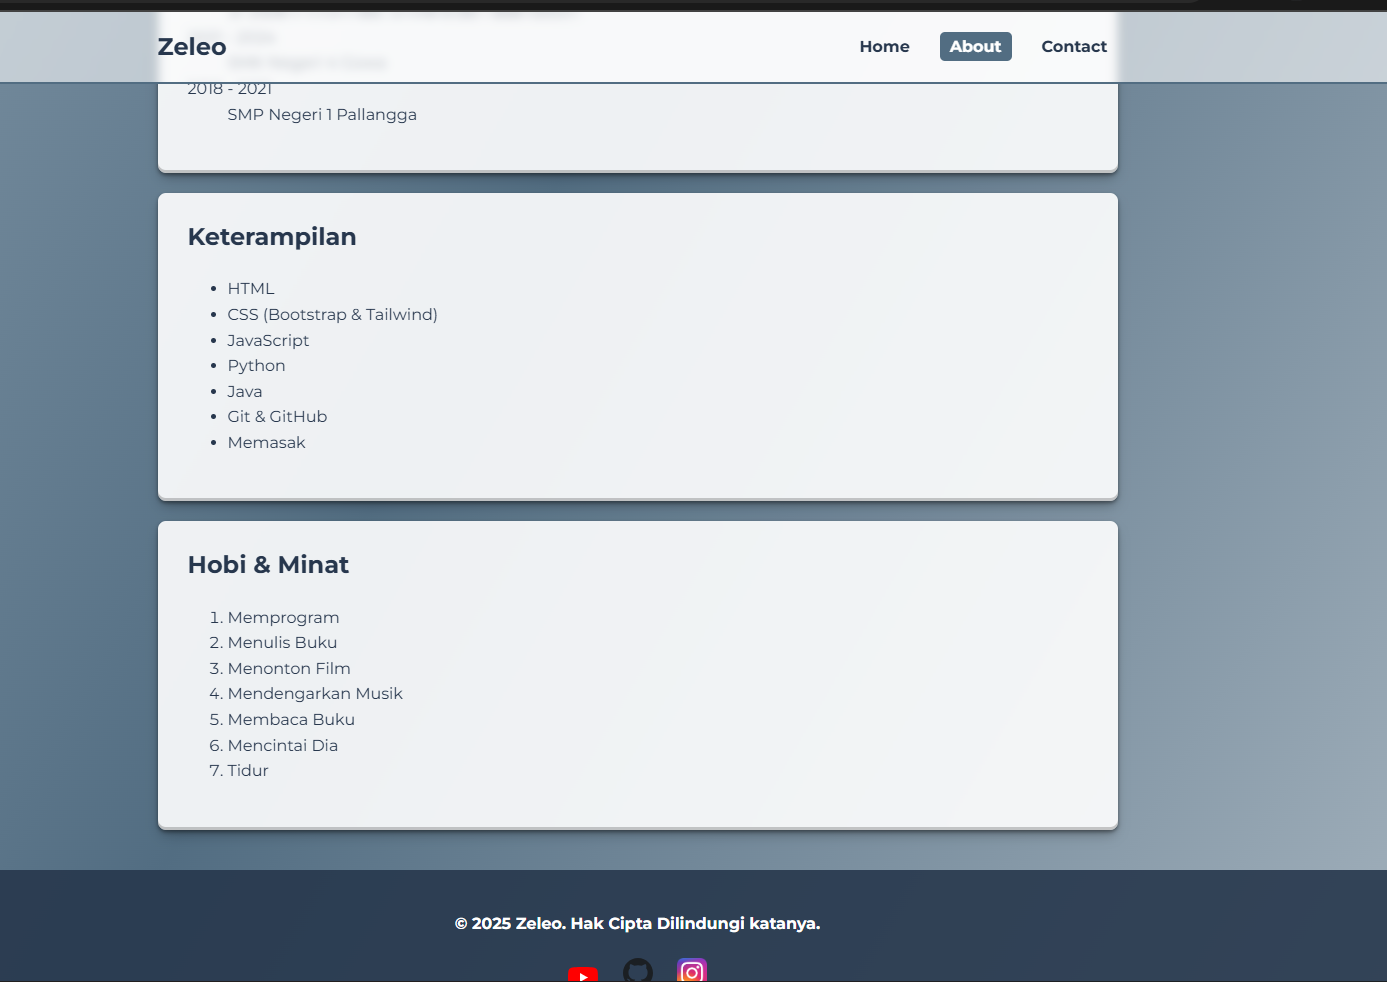 Zeleo
Home
About
Contact
2018 - 2021
SMP Negeri 1 Pallangga
Keterampilan
HTML
CSS (Bootstrap & Tailwind)
JavaScript
Python
Java
Git & GitHub
Memasak
Hobi & Minat
1. Memprogram
2. Menulis Buku
3. Menonton Film
4. Mendengarkan Musik
5. Membaca Buku
6. Mencintai Dia
7. Tidur
© 2025 Zeleo. Hak Cipta Dilindungi katanya.